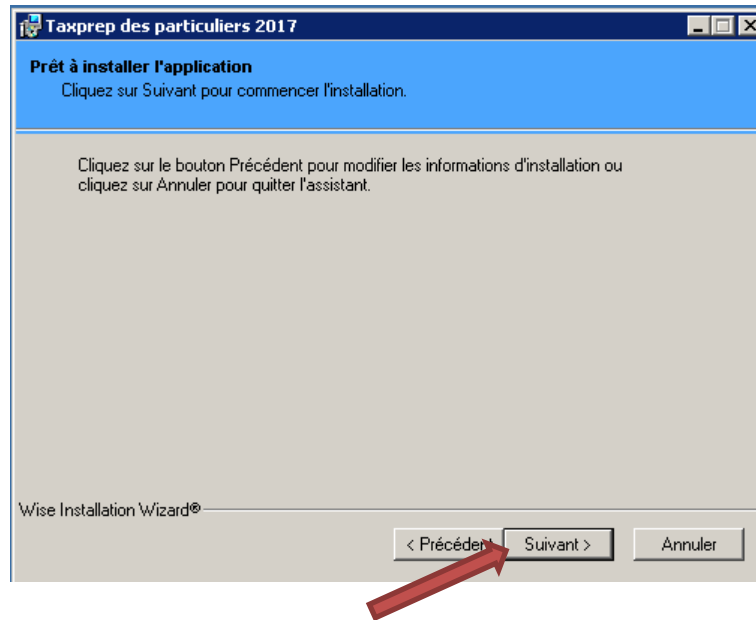 Taxprep des particuliers 2017
Prêt à installer l'application
Cliquez sur Suivant pour commencer l'installation.
Cliquez sur le bouton Précédent pour modifier les informations d'installation ou
cliquez sur Annuler pour quitter l'assistant.
Wise Installation Wizard®
< Précédent Suivant > Annuler